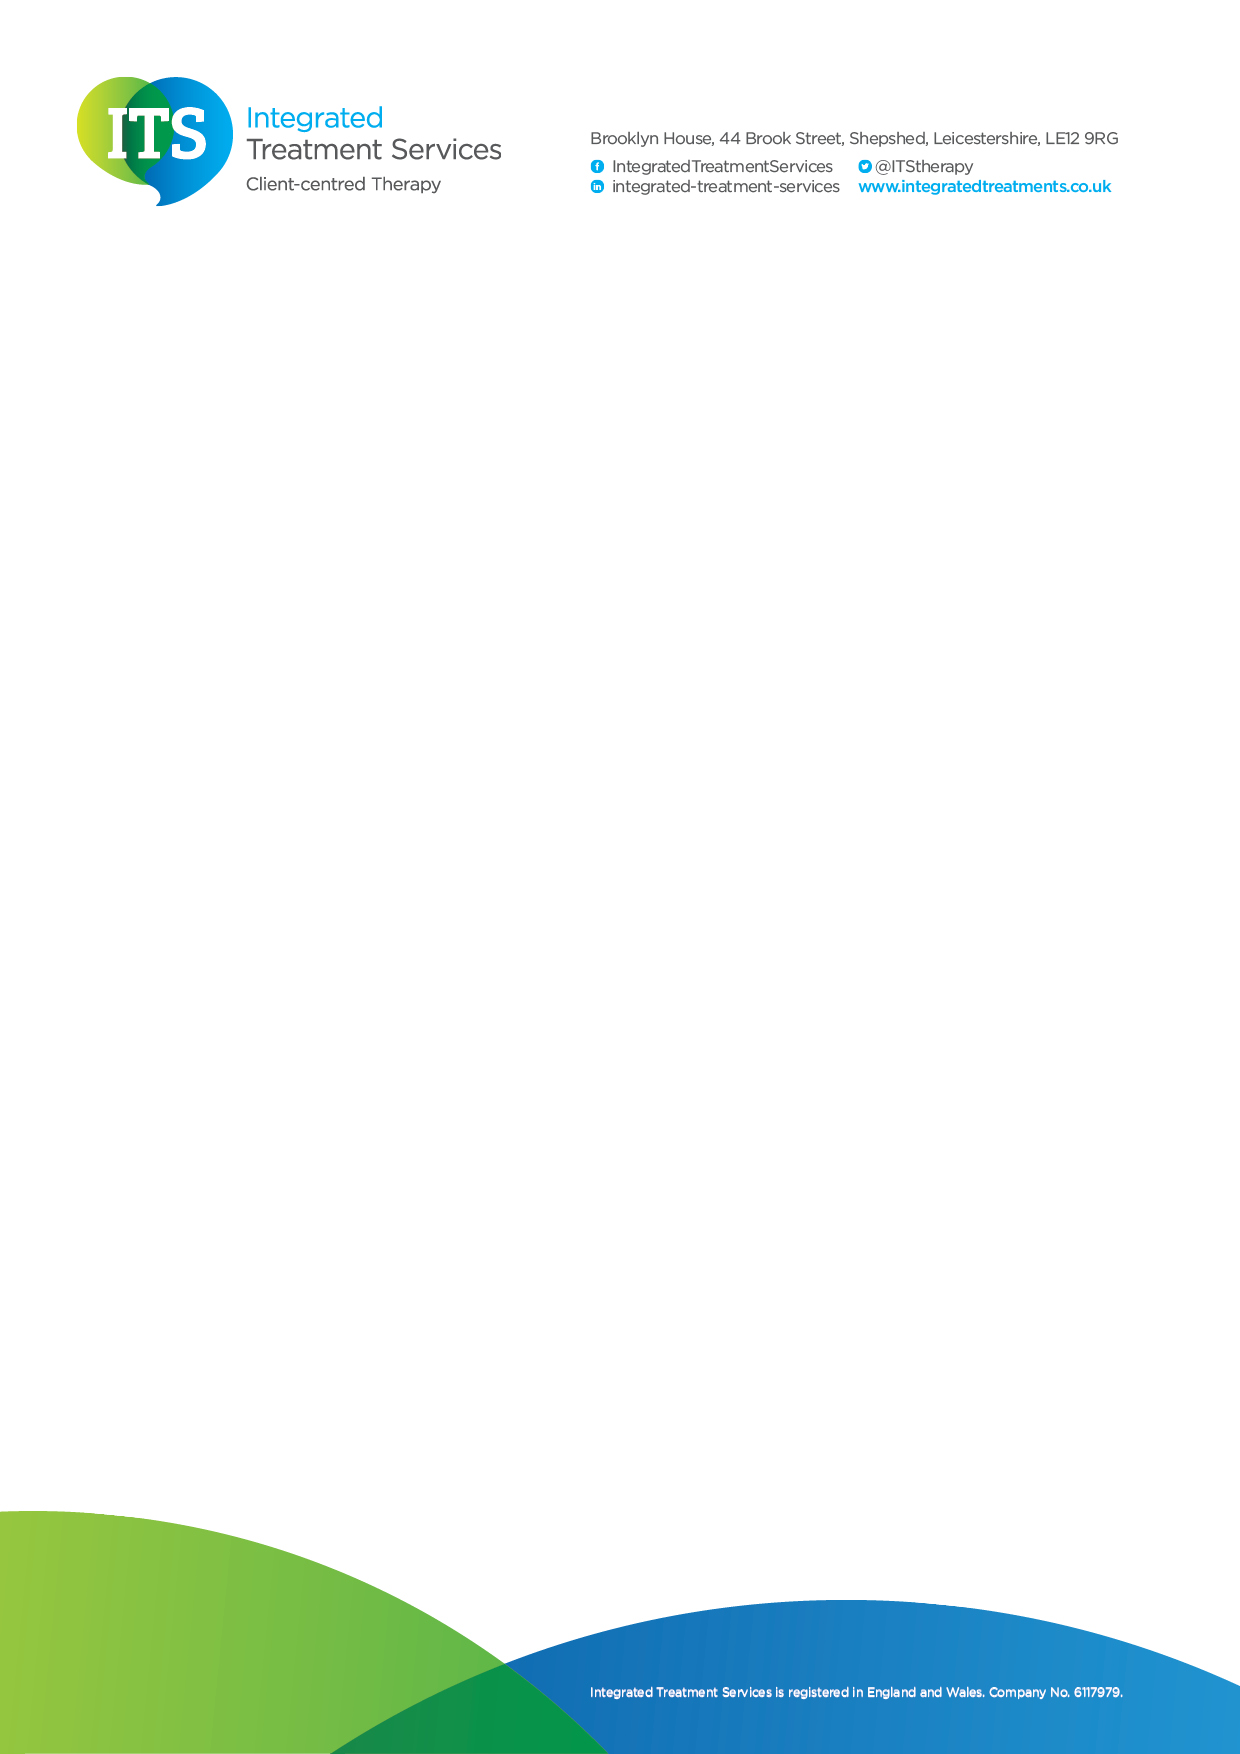 ITS
Integrated
Treatment Services
Client-centred Therapy
Brooklyn House, 44 Brook Street, Shepshed, Leicestershire, LE12 9RG
f IntegratedTreatmentServices @ITStherapy
in integrated-treatment-services www.integratedtreatments.co.uk
Integrated Treatment Services is registered in England and Wales. Company No. 6117979.